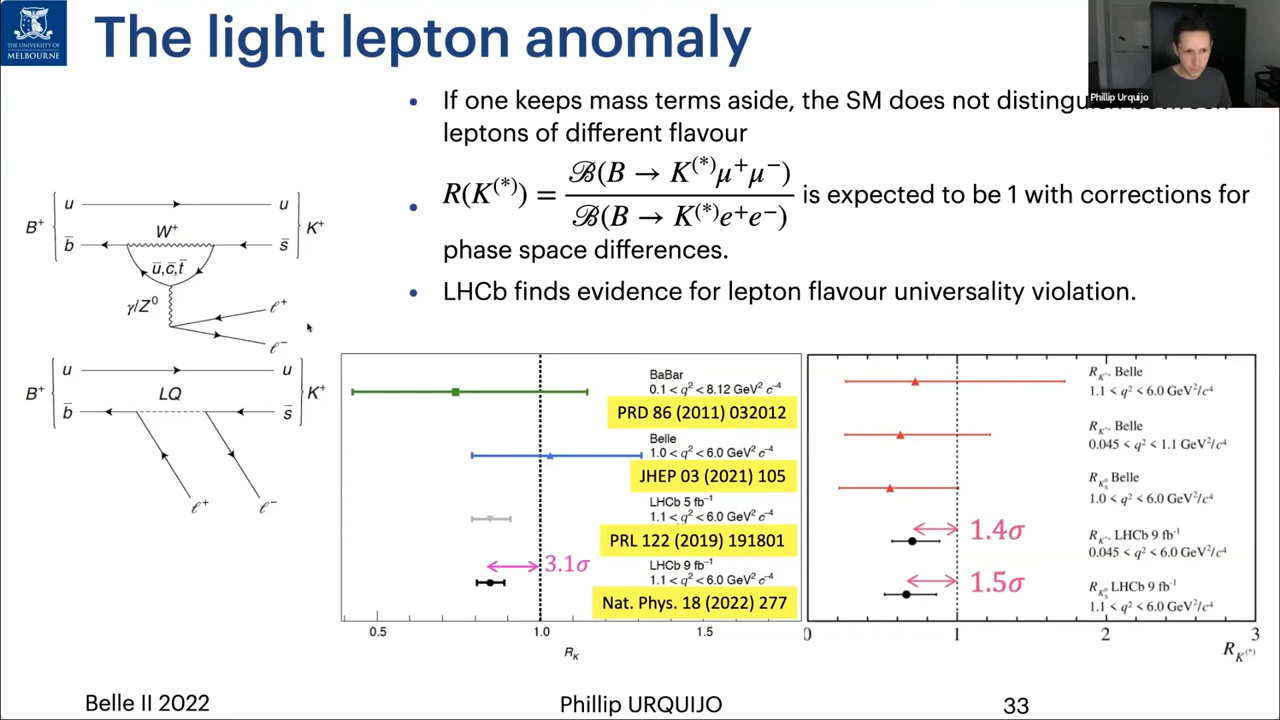 THE UNIVERSITY OF
MELBOURNE
The light lepton anomaly
Phillip Urquijo
• If one keeps mass terms aside, the SM does not distinguish between
leptons of different flavour
• R(K(*)) = ℬ(B → K(*)μ+μ−) / ℬ(B → K(*)e+e−) is expected to be 1 with corrections for
phase space differences.
• LHCb finds evidence for lepton flavour universality violation.
u u
B+ W+ K+
b̅ s̅
u̅,c̅,t̅
γ/Z0
ℓ+
ℓ−
u u
B+ LQ K+
b̅ s̅
ℓ+ ℓ−
BaBar
0.1 < q2 < 8.12 GeV2 c-4
PRD 86 (2011) 032012
Belle
1.0 < q2 < 6.0 GeV2 c-4
JHEP 03 (2021) 105
LHCb 5 fb-1
1.1 < q2 < 6.0 GeV2 c-4
PRL 122 (2019) 191801
3.1σ
LHCb 9 fb-1
1.1 < q2 < 6.0 GeV2 c-4
Nat. Phys. 18 (2022) 277
0.5 1.0 1.5
RK
RK*+ Belle
1.1 < q2 < 6.0 GeV2/c4
RK*+ Belle
0.045 < q2 < 1.1 GeV2/c4
RKS0 Belle
1.0 < q2 < 6.0 GeV2/c4
1.4σ
RK*+ LHCb 9 fb-1
0.045 < q2 < 6.0 GeV2/c4
1.5σ
RKS0 LHCb 9 fb-1
1.1 < q2 < 6.0 GeV2/c4
0 1 2 3
RK(*)
Belle II 2022
Phillip URQUIJO
33